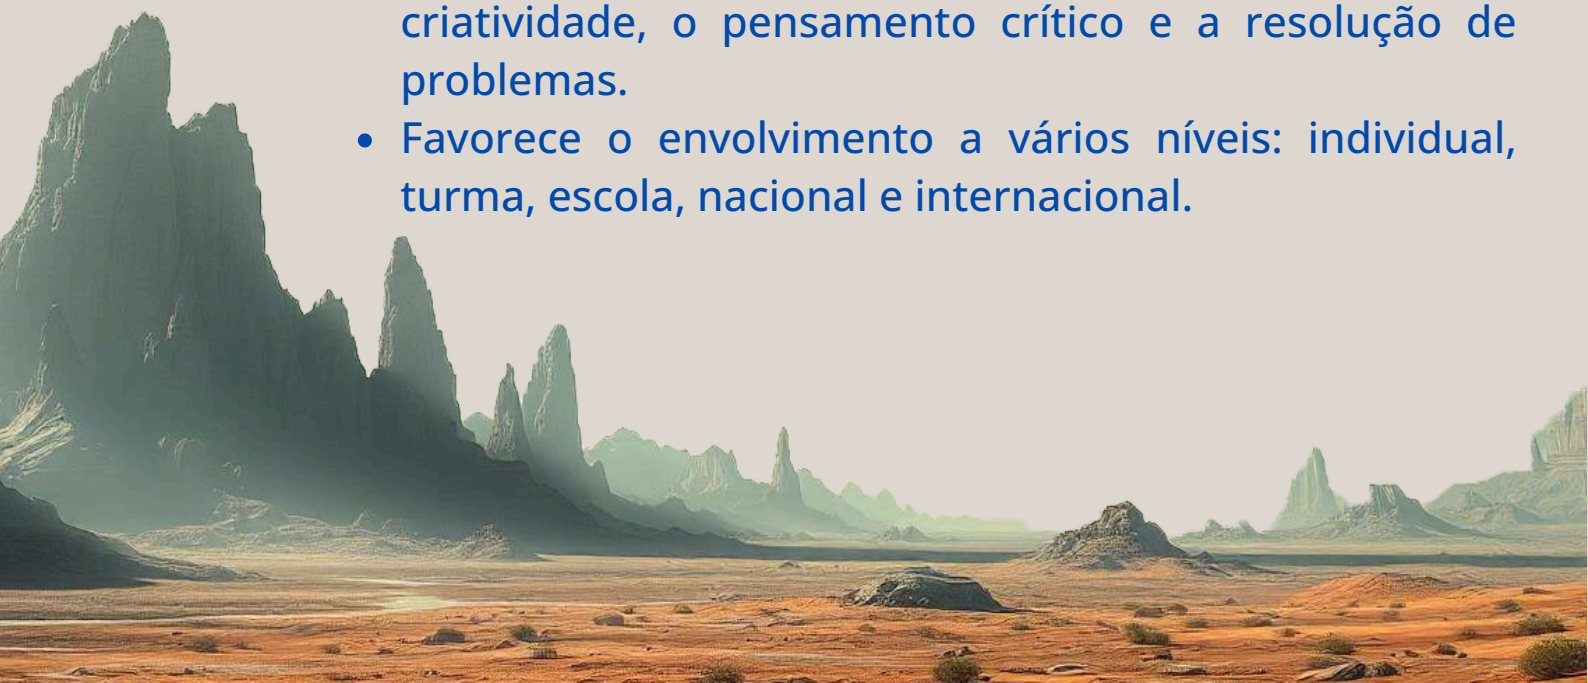 criatividade, o pensamento crítico e a resolução de
problemas.
• Favorece o envolvimento a vários níveis: individual,
turma, escola, nacional e internacional.